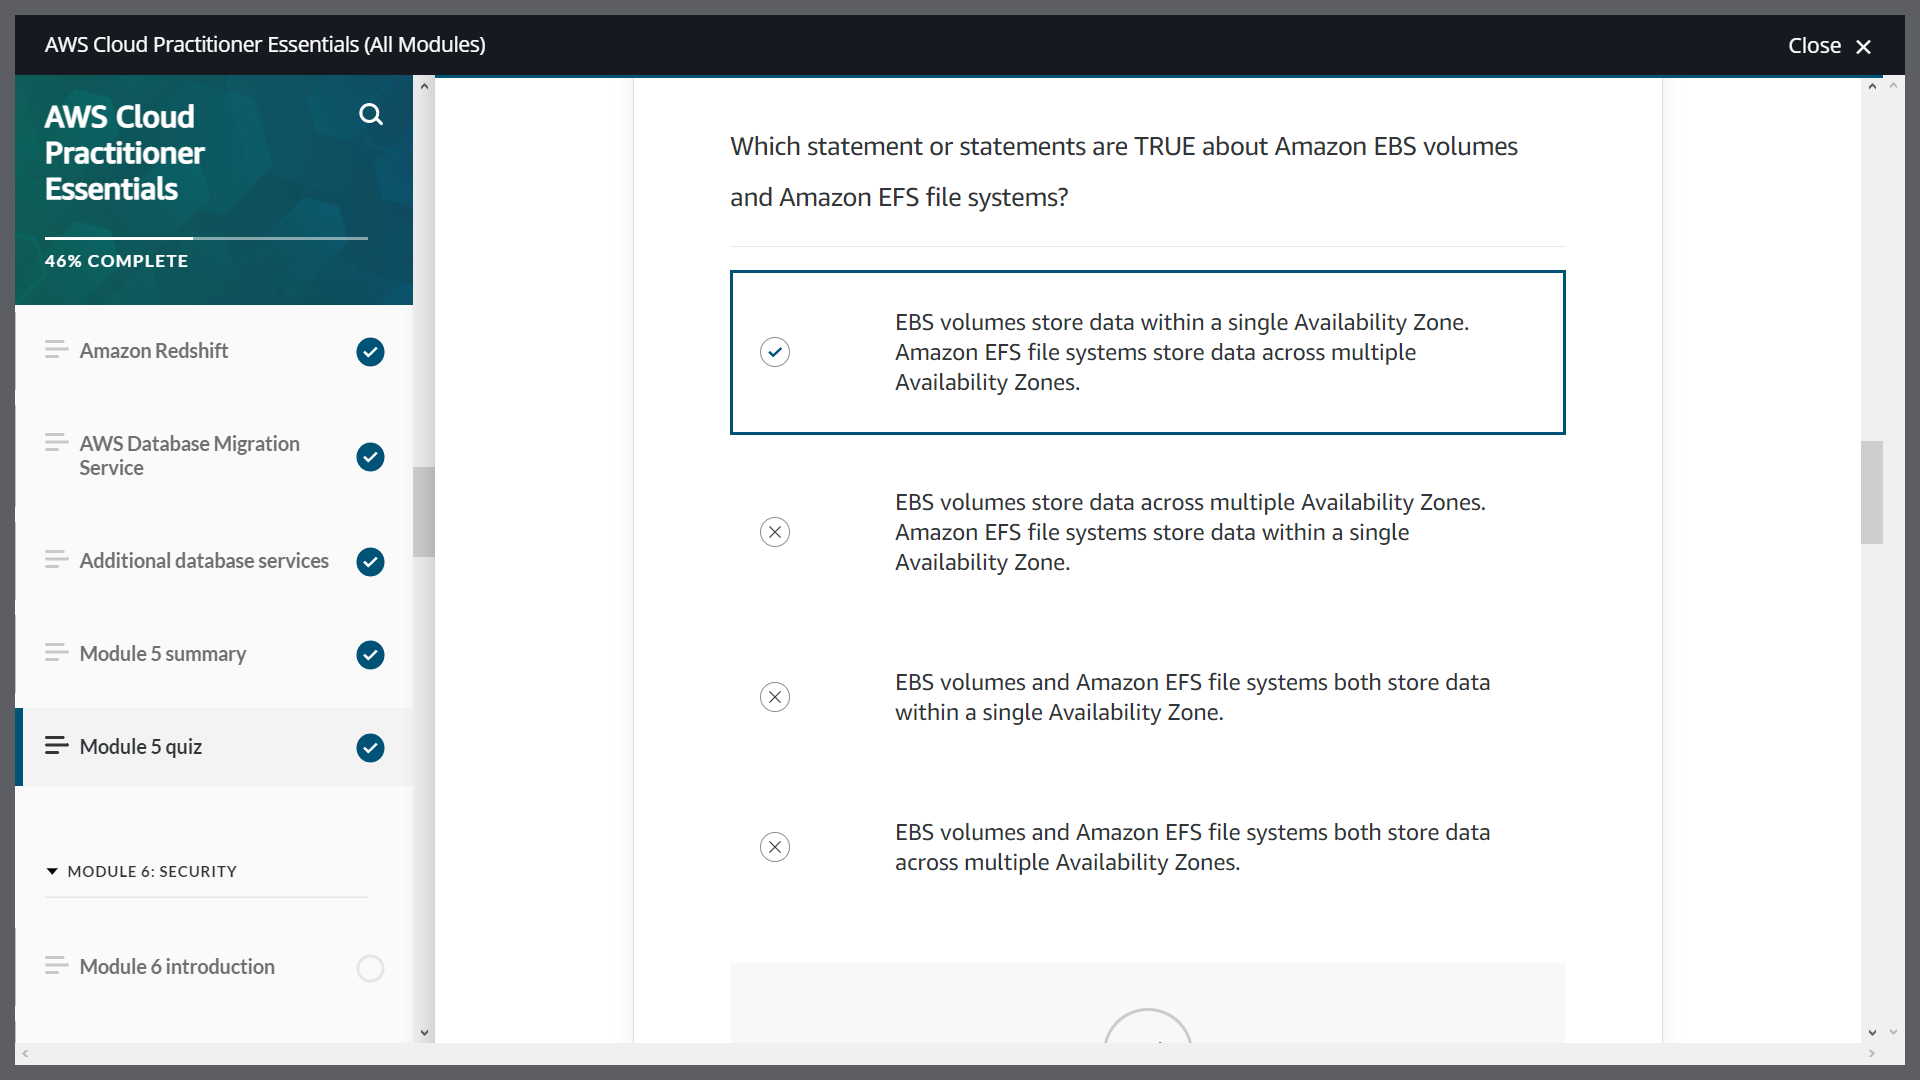 AWS Cloud Practitioner Essentials (All Modules)
Close
AWS Cloud
Practitioner
Essentials
46% COMPLETE
Amazon Redshift
AWS Database Migration
Service
Additional database services
Module 5 summary
Module 5 quiz
MODULE 6: SECURITY
Module 6 introduction
Which statement or statements are TRUE about Amazon EBS volumes
and Amazon EFS file systems?
EBS volumes store data within a single Availability Zone.
Amazon EFS file systems store data across multiple
Availability Zones.
EBS volumes store data across multiple Availability Zones.
Amazon EFS file systems store data within a single
Availability Zone.
EBS volumes and Amazon EFS file systems both store data
within a single Availability Zone.
EBS volumes and Amazon EFS file systems both store data
across multiple Availability Zones.